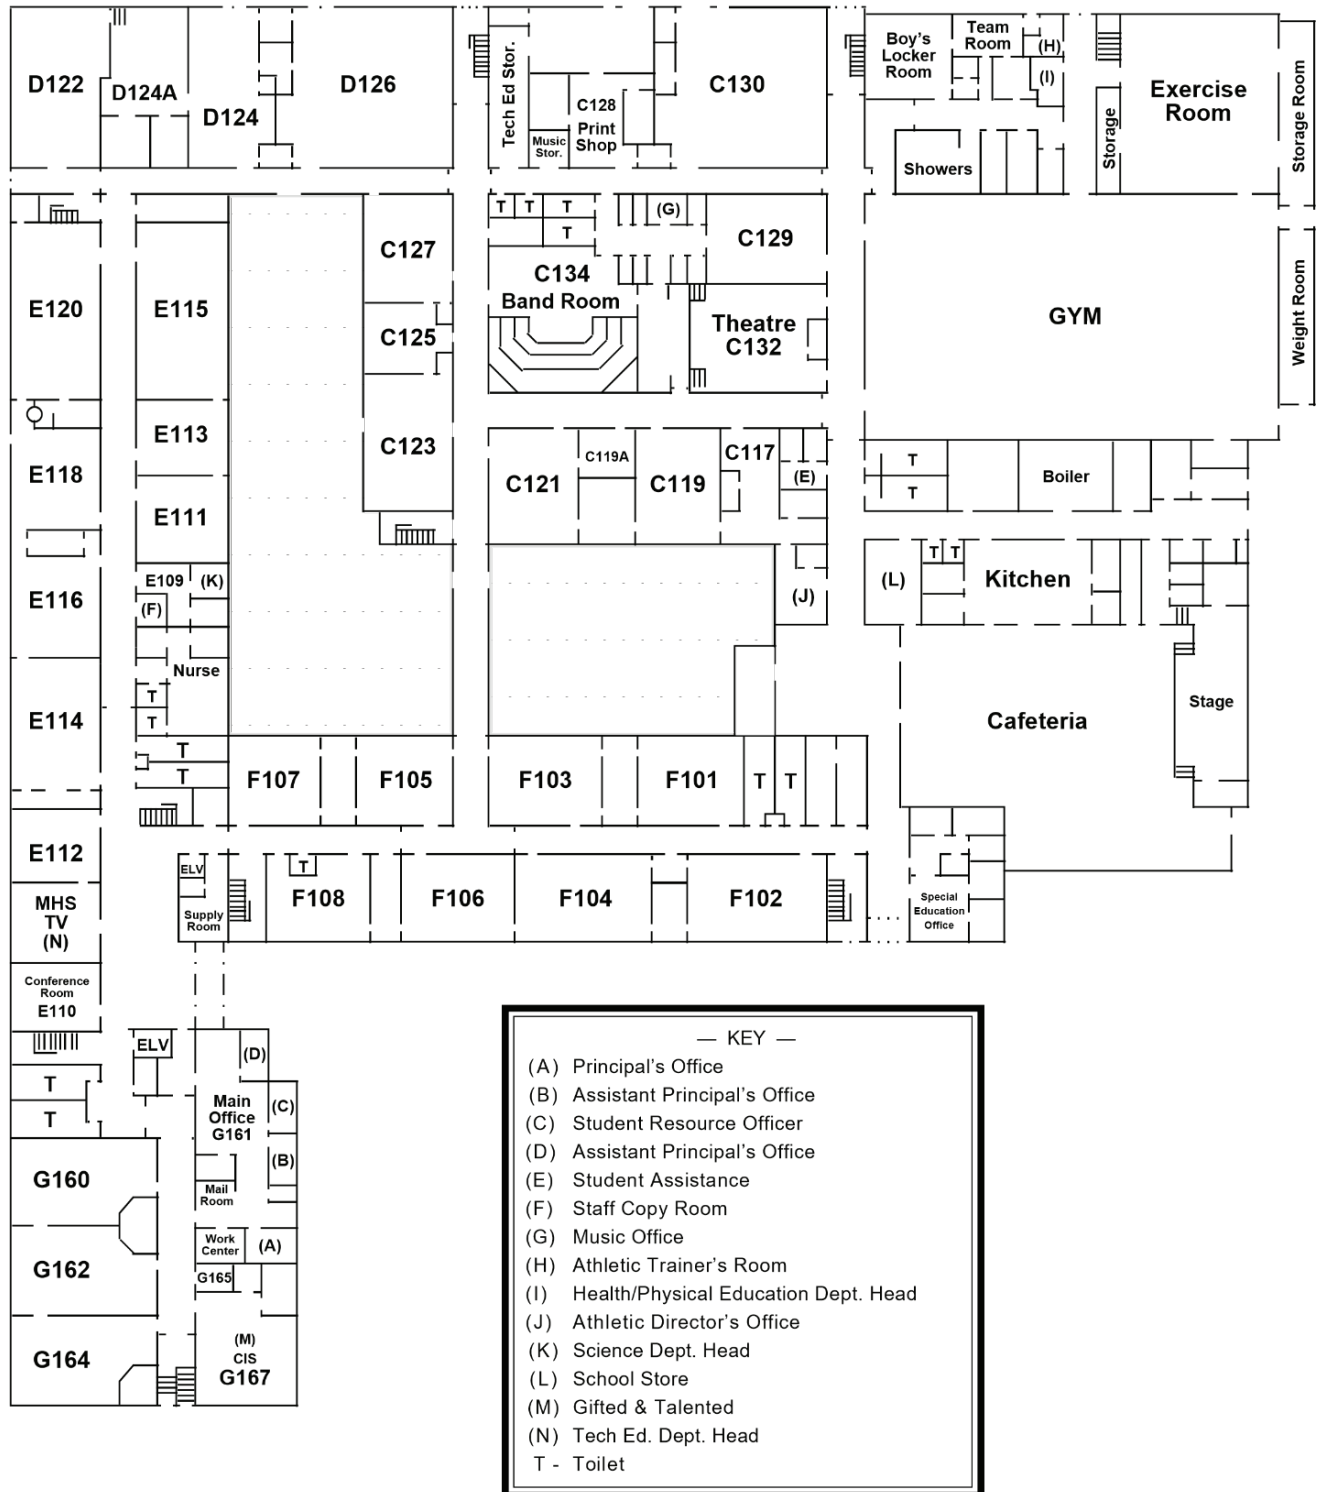 D122
D124A
D124
D126
Tech Ed Stor.
Music
Stor.
C128
Print
Shop
C130
Boy's
Locker
Room
Team
Room
(H)
(I)
Showers
Storage
Exercise
Room
Storage Room
E120
E115
C127
C125
C123
T
T
T
T
(G)
C134
Band Room
C129
Theatre
C132
GYM
Weight Room
E118
E113
E111
C121
C119A
C119
C117
(E)
T
T
Boiler
E116
E109
(K)
(F)
(J)
(L)
T
T
Kitchen
Nurse
T
T
E114
Cafeteria
Stage
T
T
F107
F105
F103
F101
T
T
E112
ELV
Supply
Room
T
F108
F106
F104
F102
Special
Education
Office
MHS
TV
(N)
Conference
Room
E110
ELV
(D)
T
T
Main
Office
G161
(C)
(B)
Mail
Room
G160
Work
Center
(A)
G162
G165
G164
(M)
CIS
G167
— KEY —
(A) Principal's Office
(B) Assistant Principal's Office
(C) Student Resource Officer
(D) Assistant Principal's Office
(E) Student Assistance
(F) Staff Copy Room
(G) Music Office
(H) Athletic Trainer's Room
(I) Health/Physical Education Dept. Head
(J) Athletic Director's Office
(K) Science Dept. Head
(L) School Store
(M) Gifted & Talented
(N) Tech Ed. Dept. Head
T - Toilet